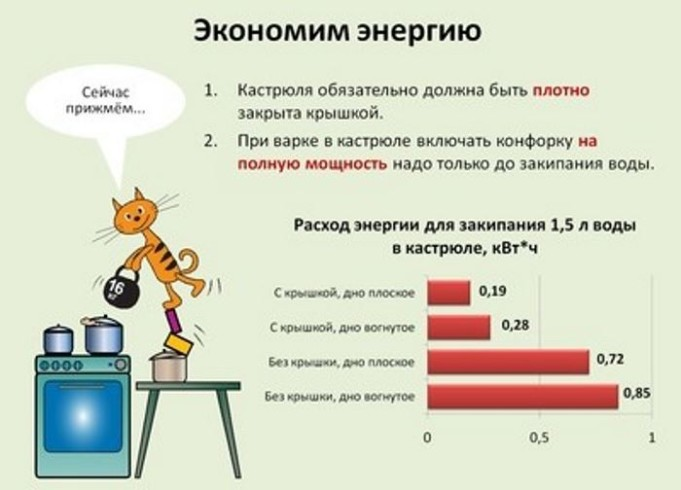 Экономим энергию
Сейчас
прижмём...
1. Кастрюля обязательно должна быть плотно
закрыта крышкой.
2. При варке в кастрюле включать конфорку на
полную мощность надо только до закипания воды.
Расход энергии для закипания 1,5 л воды
в кастрюле, кВт*ч
С крышкой, дно плоское 0,19
С крышкой, дно вогнутое 0,28
Без крышки, дно плоское 0,72
Без крышки, дно вогнутое 0,85
0 0,5 1
16
кг